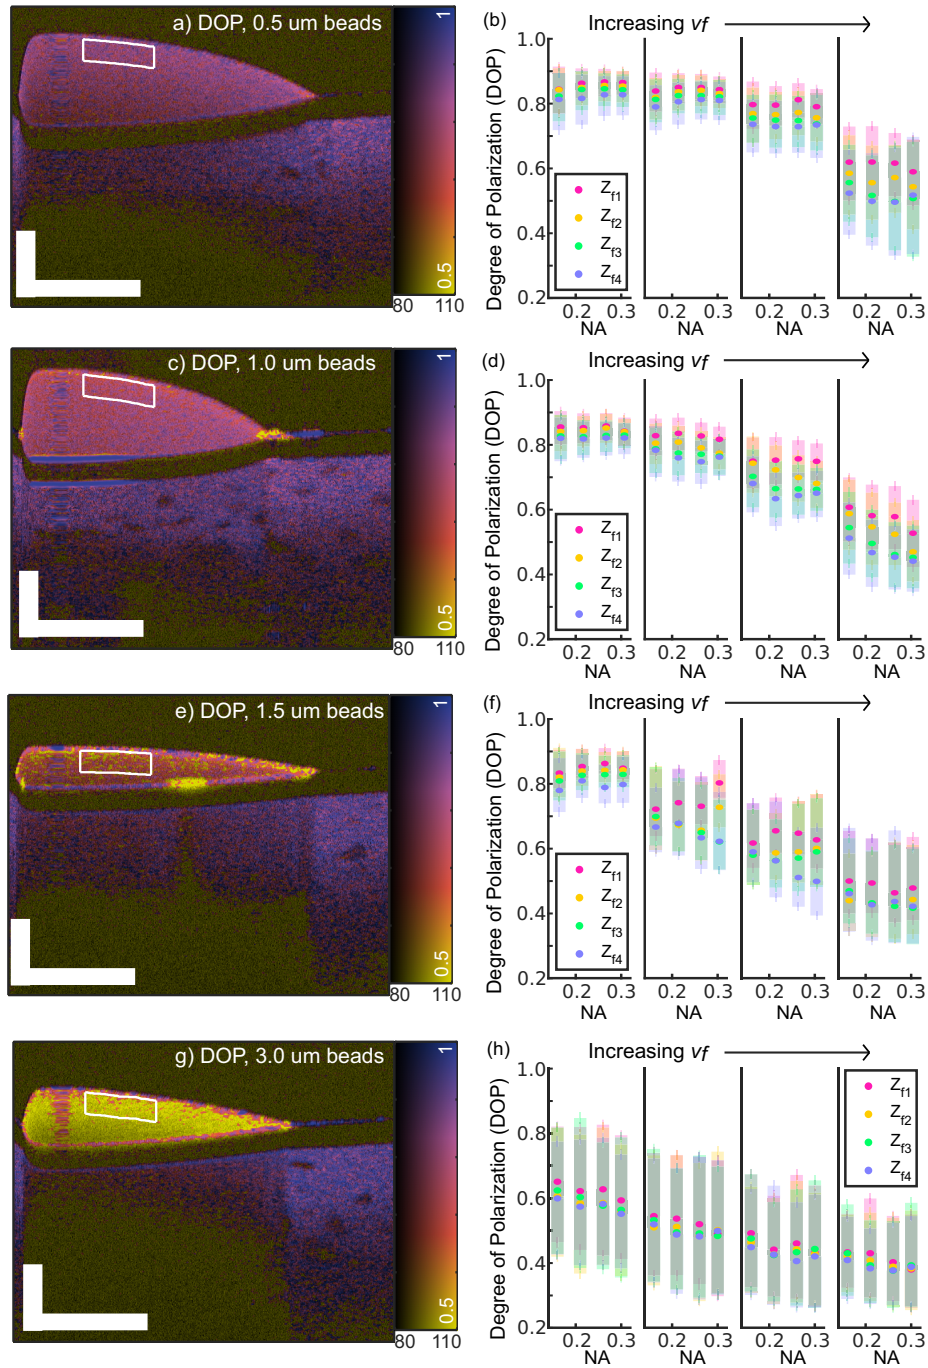 a) DOP, 0.5 um beads
1
0.5
80 110
(b)
Increasing vf
Degree of Polarization (DOP)
1.0
0.8
0.6
0.4
0.2
Zf1
Zf2
Zf3
Zf4
0.2 0.3 0.2 0.3 0.2 0.3 0.2 0.3
NA NA NA NA
c) DOP, 1.0 um beads
1
0.5
80 110
(d)
Increasing vf
Degree of Polarization (DOP)
1.0
0.8
0.6
0.4
0.2
Zf1
Zf2
Zf3
Zf4
0.2 0.3 0.2 0.3 0.2 0.3 0.2 0.3
NA NA NA NA
e) DOP, 1.5 um beads
1
0.5
80 110
(f)
Increasing vf
Degree of Polarization (DOP)
1.0
0.8
0.6
0.4
0.2
Zf1
Zf2
Zf3
Zf4
0.2 0.3 0.2 0.3 0.2 0.3 0.2 0.3
NA NA NA NA
g) DOP, 3.0 um beads
1
0.5
80 110
(h)
Increasing vf
Degree of Polarization (DOP)
1.0
0.8
0.6
0.4
0.2
Zf1
Zf2
Zf3
Zf4
0.2 0.3 0.2 0.3 0.2 0.3 0.2 0.3
NA NA NA NA